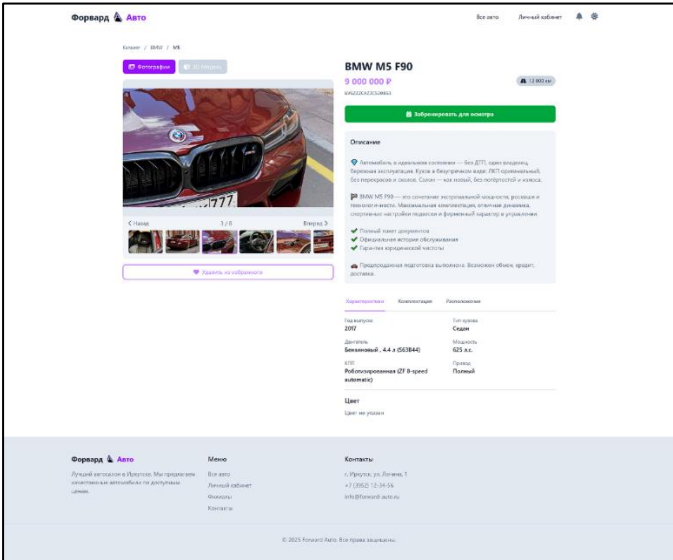 Форвард Авто
Все авто Личный кабинет
Каталог / BMW / M5
Фотографии 3D
777
Назад 3 / 8 Вперед
Удалить из избранного
BMW M5 F90
9 000 000 ₽
12 000 км
Забронировать для осмотра
Описание
Автомобиль в идеальном состоянии — без ДТП, один владелец,
бережная эксплуатация. Кузов в безупречном виде: ЛКП оригинальный,
без перекрасов и сколов. Салон — как новый, без потёртостей и износа.
BMW M5 F90 — это сочетание экстремальной мощности, роскоши и
технологичности. Максимальная комплектация, отличная динамика,
спортивные настройки подвески и фирменный характер в управлении
Полный пакет документов
Официальная история обслуживания
Гарантия юридической чистоты
Предпродажная подготовка выполнена. Возможен обмен, кредит,
доставка.
Характеристики Комплектация Расположение
Год выпуска Тип кузова
2017 Седан
Двигатель Мощность
Бензиновый , 4.4 л (S63B44) 625 л.с.
КПП Привод
Роботизированная (ZF 8-speed Полный
automatic)
Цвет
Цвет не указан
Форвард Авто
Лучший автосалон в Иркутске. Мы предлагаем
качественные автомобили по доступным
ценам.
Меню
Все авто
Личный кабинет
Филиалы
Контакты
Контакты
г. Иркутск, ул. Ленина, 1
+7 (3952) 12-34-56
info@forward-auto.ru
© 2025 Forward Auto. Все права защищены.